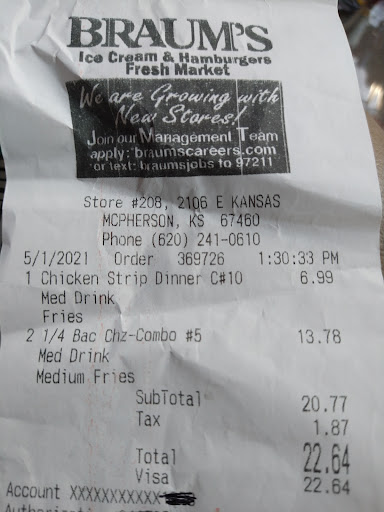 BRAUM'S
Ice Cream & Hamburgers
Fresh Market
We are Growing with
New Stores!
Join our Management Team
apply: braumscareers.com
or text: braumsjobs to 97211
Store #208, 2106 E KANSAS
MCPHERSON, KS 67460
Phone (620) 241-0610
5/1/2021 Order 369726 1:30:33 PM
1 Chicken Strip Dinner C#10 6.99
Med Drink
Fries
2 1/4 Bac Chz-Combo #5 13.78
Med Drink
Medium Fries
SubTotal 20.77
Tax 1.87
Total 22.64
Visa 22.64
Account XXXXXXXXXXX